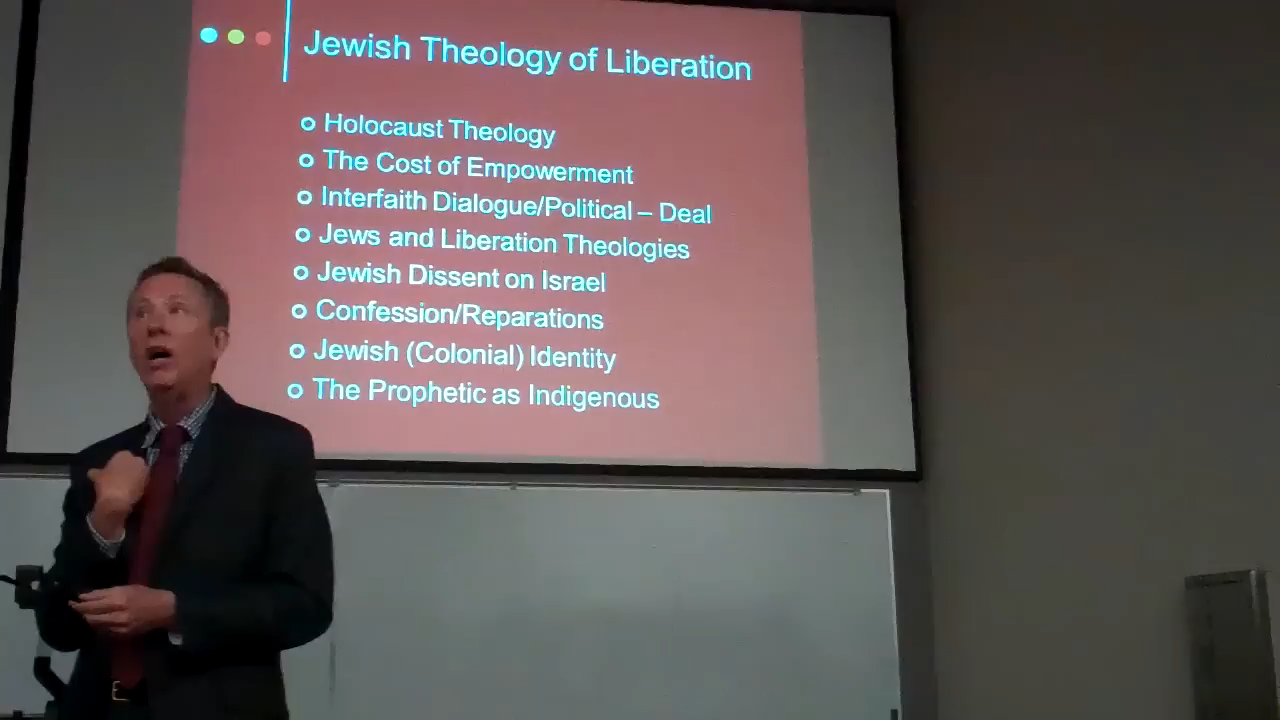 Jewish Theology of Liberation
Holocaust Theology
The Cost of Empowerment
Interfaith Dialogue/Political – Deal
Jews and Liberation Theologies
Jewish Dissent on Israel
Confession/Reparations
Jewish (Colonial) Identity
The Prophetic as Indigenous